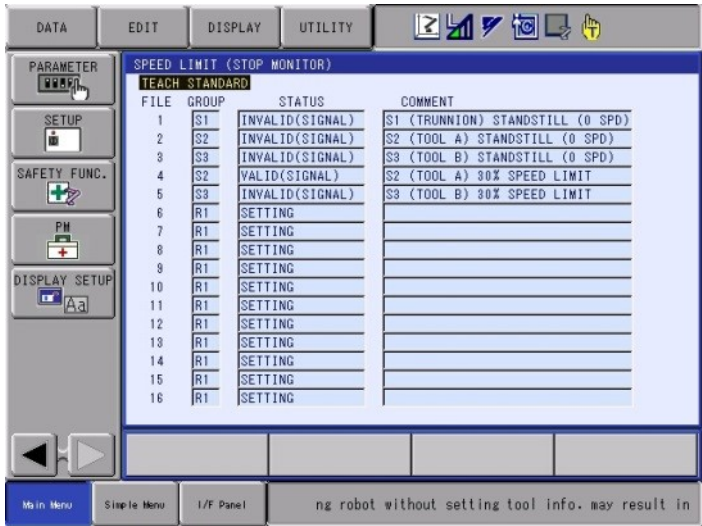 DATA EDIT DISPLAY UTILITY
PARAMETER
SETUP
SAFETY FUNC.
PM
DISPLAY SETUP
Aa
SPEED LIMIT (STOP MONITOR)
TEACH STANDARD
FILE GROUP STATUS COMMENT
1 S1 INVALID(SIGNAL) S1 (TRUNNION) STANDSTILL (0 SPD)
2 S2 INVALID(SIGNAL) S2 (TOOL A) STANDSTILL (0 SPD)
3 S3 INVALID(SIGNAL) S3 (TOOL B) STANDSTILL (0 SPD)
4 S2 VALID(SIGNAL) S2 (TOOL A) 30% SPEED LIMIT
5 S3 INVALID(SIGNAL) S3 (TOOL B) 30% SPEED LIMIT
6 R1 SETTING
7 R1 SETTING
8 R1 SETTING
9 R1 SETTING
10 R1 SETTING
11 R1 SETTING
12 R1 SETTING
13 R1 SETTING
14 R1 SETTING
15 R1 SETTING
16 R1 SETTING
Main Menu Simple Menu I/F Panel ng robot without setting tool info. may result in